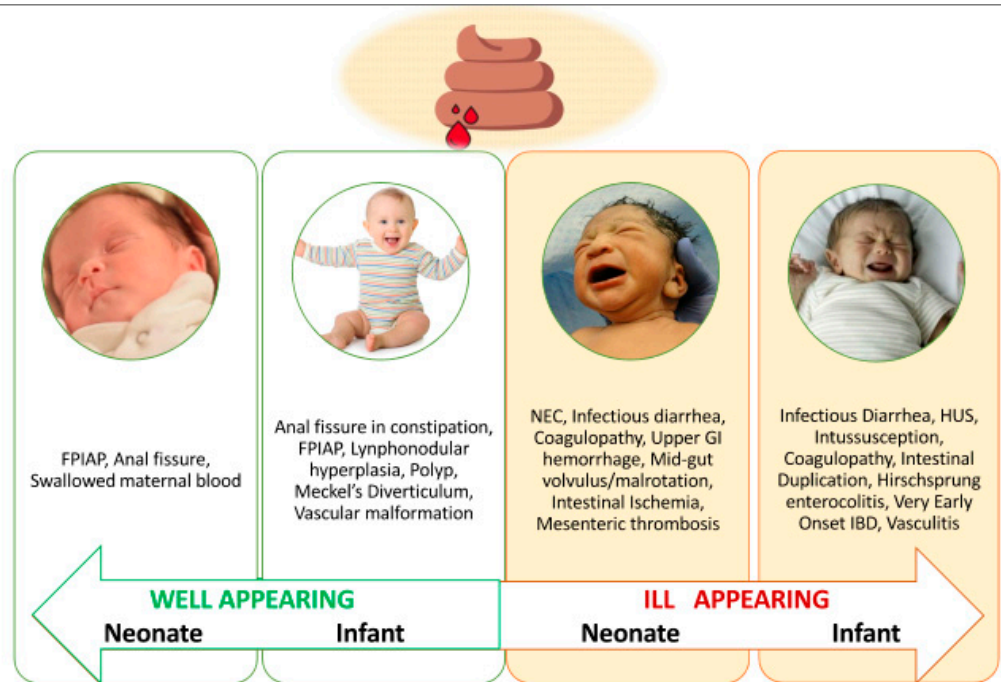 FPIAP, Anal fissure,
Swallowed maternal blood
Anal fissure in constipation,
FPIAP, Lynphonodular
hyperplasia, Polyp,
Meckel's Diverticulum,
Vascular malformation
NEC, Infectious diarrhea,
Coagulopathy, Upper GI
hemorrhage, Mid-gut
volvulus/malrotation,
Intestinal Ischemia,
Mesenteric thrombosis
Infectious Diarrhea, HUS,
Intussusception,
Coagulopathy, Intestinal
Duplication, Hirschsprung
enterocolitis, Very Early
Onset IBD, Vasculitis
WELL APPEARING
Neonate Infant
ILL APPEARING
Neonate Infant